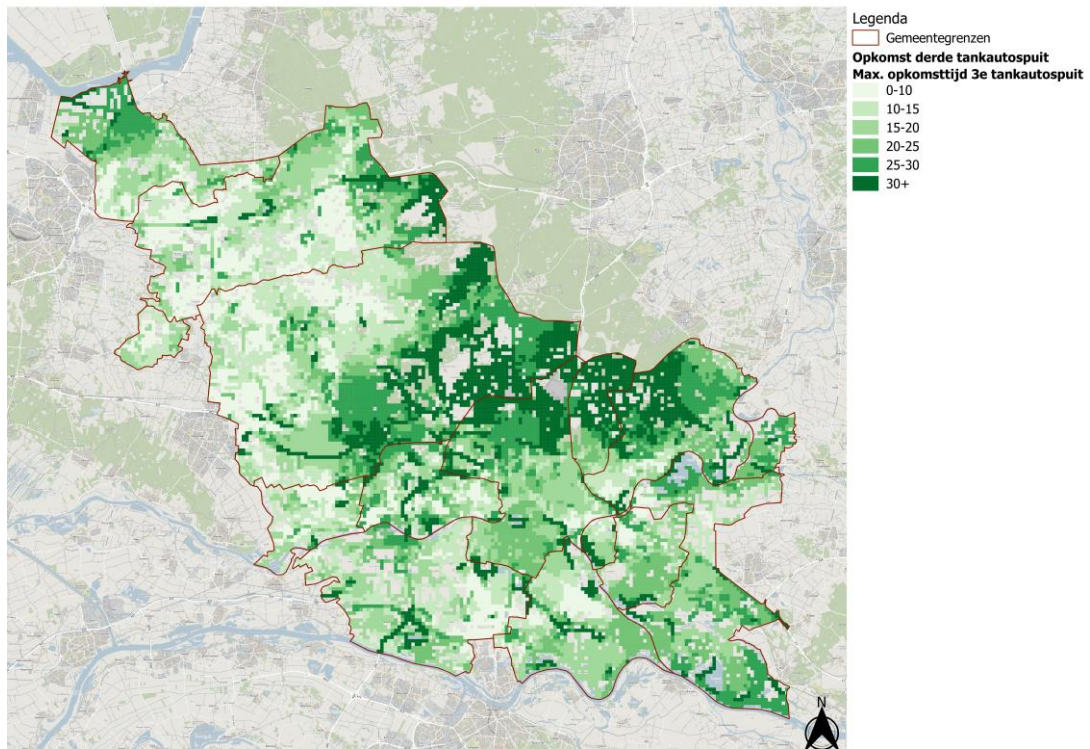 Legenda
Gemeentegrenzen
Opkomst derde tankautospuit
Max. opkomsttijd 3e tankautospuit
0-10
10-15
15-20
20-25
25-30
30+
N